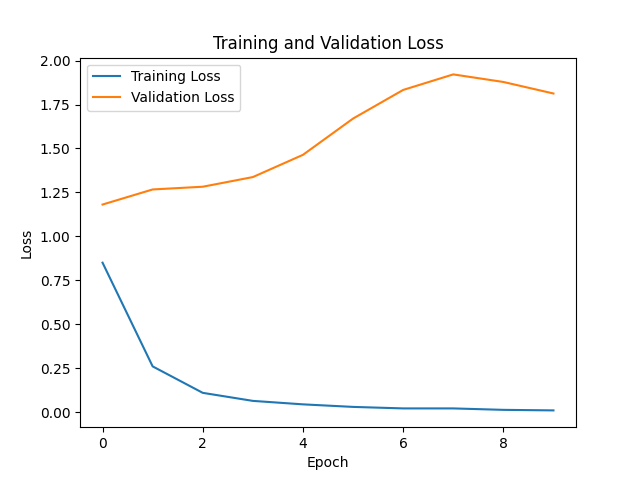 Training and Validation Loss
Training Loss
Validation Loss
2.00
1.75
1.50
1.25
1.00
0.75
0.50
0.25
0.00
Loss
0 2 4 6 8
Epoch